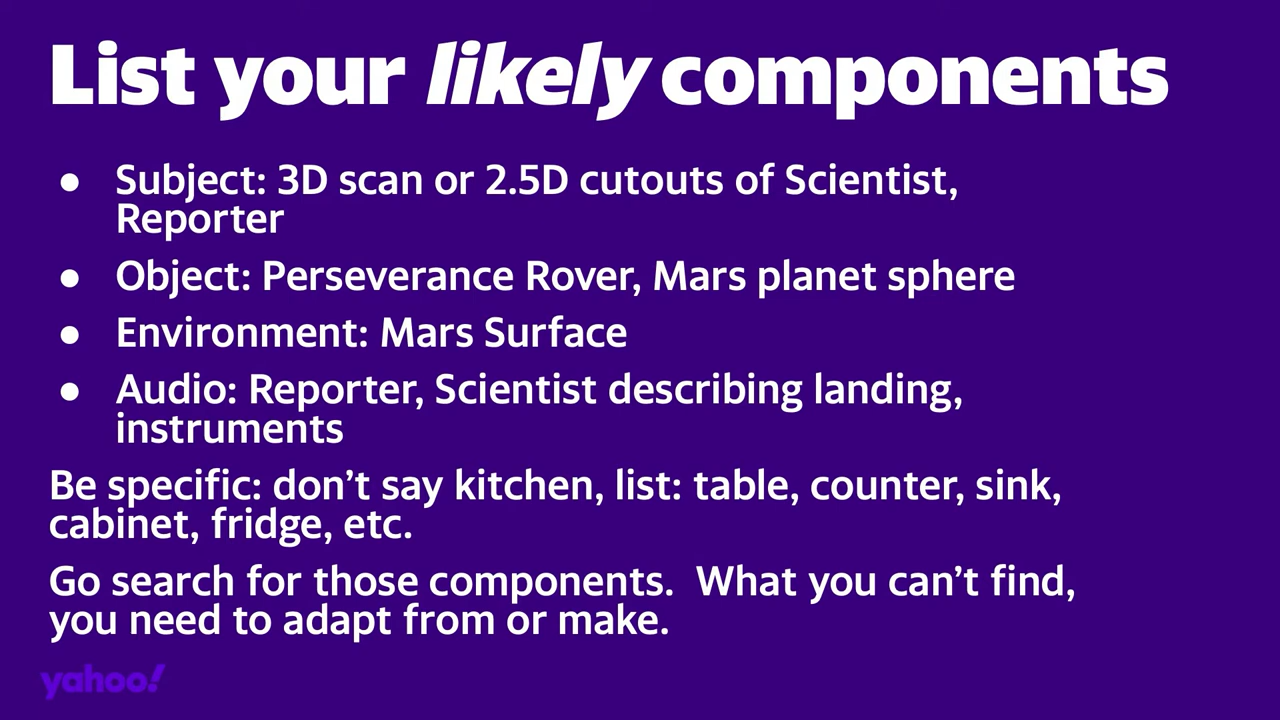 List your likely components
● Subject: 3D scan or 2.5D cutouts of Scientist,
Reporter
● Object: Perseverance Rover, Mars planet sphere
● Environment: Mars Surface
● Audio: Reporter, Scientist describing landing,
instruments
Be specific: don’t say kitchen, list: table, counter, sink,
cabinet, fridge, etc.
Go search for those components.  What you can’t find,
you need to adapt from or make.
yahoo!